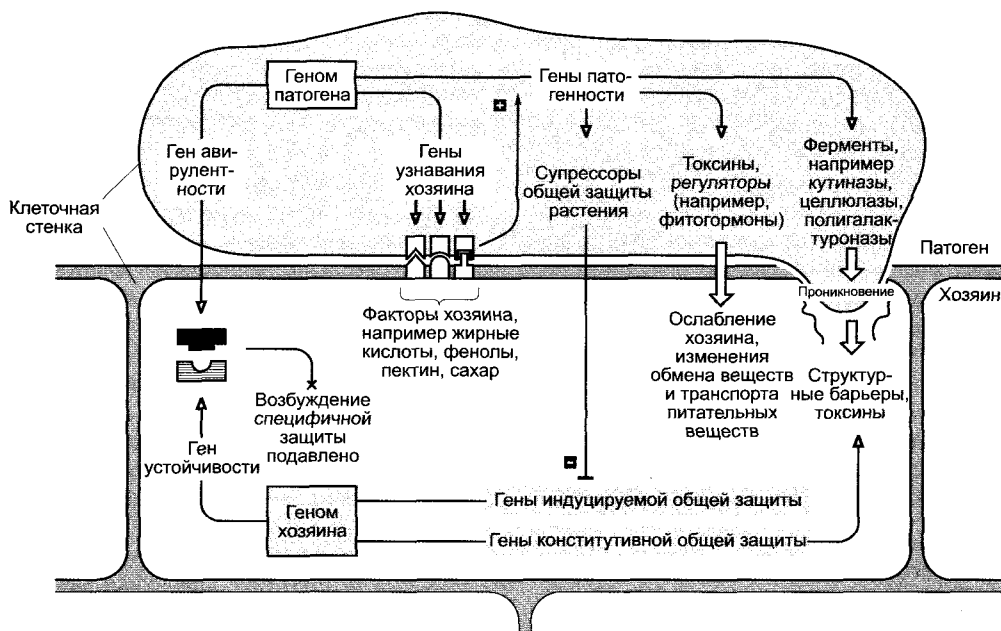 Геном
патогена
Гены пато-
генности
Ген ави-
рулент-
ности
Гены
узнавания
хозяина
Супрессоры
общей защиты
растения
Токсины,
регуляторы
(например,
фитогормоны)
Ферменты,
например
кутиназы,
целлюлазы,
полигалак-
туроназы
Клеточная
стенка
Патоген
Хозяин
Проникновение
Факторы хозяина,
например жирные
кислоты, фенолы,
пектин, сахар
Ослабление
хозяина,
изменения
обмена веществ
и транспорта
питательных
веществ
Структур-
ные барьеры,
токсины
Возбуждение
специфичной
защиты
подавлено
Ген
устойчивости
Геном
хозяина
Гены индуцируемой общей защиты
Гены конститутивной общей защиты